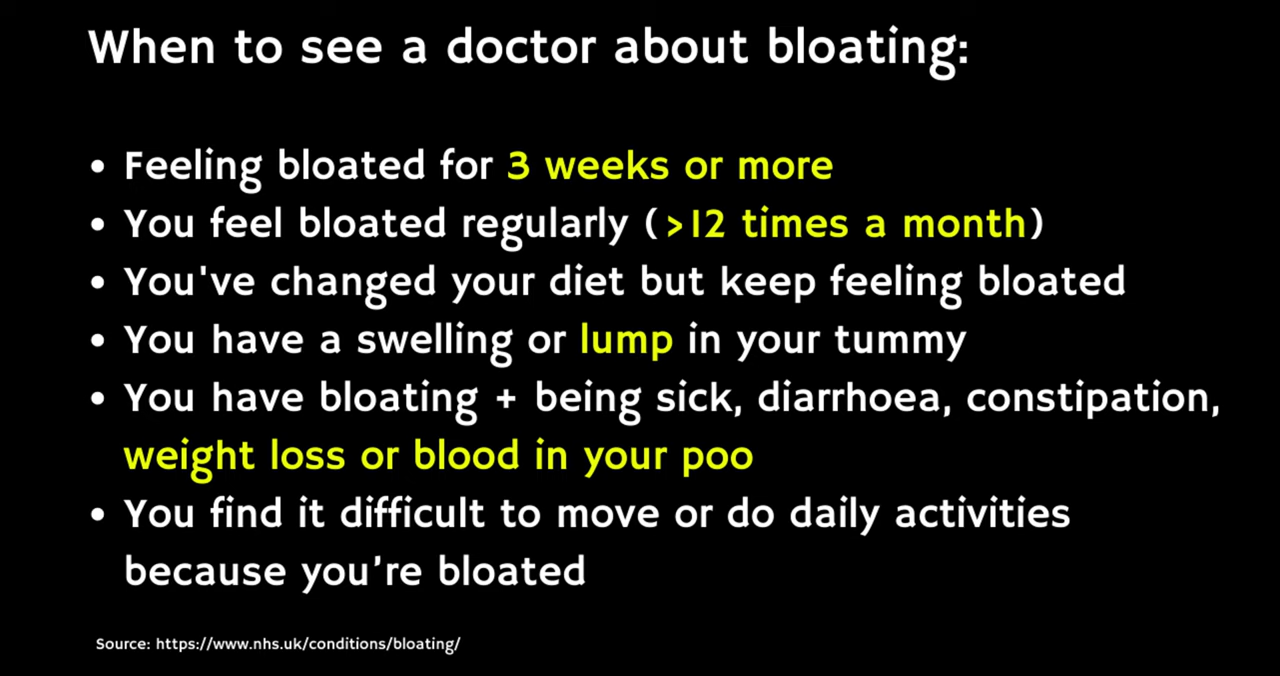 When to see a doctor about bloating:
• Feeling bloated for 3 weeks or more
• You feel bloated regularly (>12 times a month)
• You've changed your diet but keep feeling bloated
• You have a swelling or lump in your tummy
• You have bloating + being sick, diarrhoea, constipation,
weight loss or blood in your poo
• You find it difficult to move or do daily activities
because you’re bloated
Source: https://www.nhs.uk/conditions/bloating/